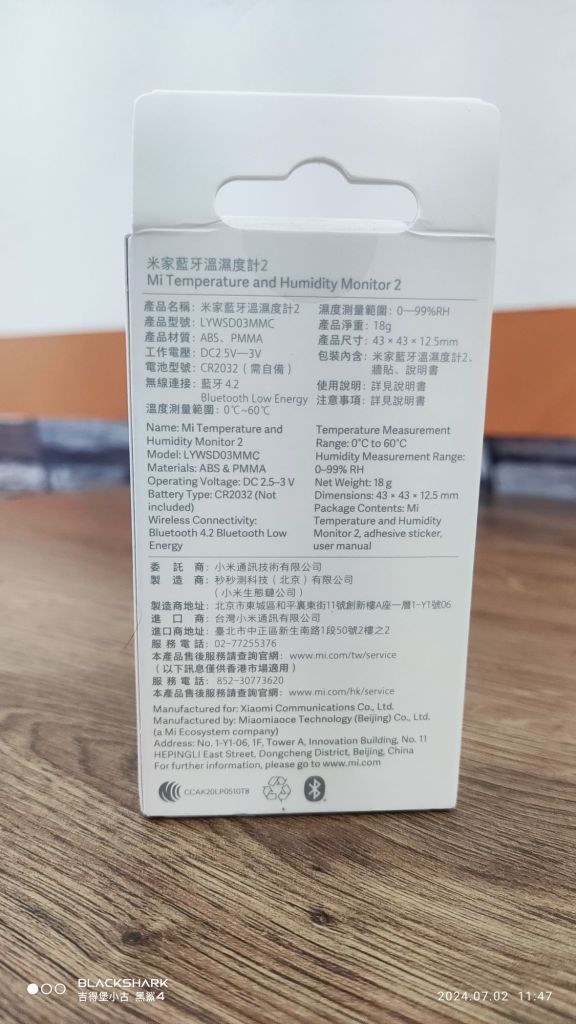 米家藍牙溫濕度計2
Mi Temperature and Humidity Monitor 2
產品名稱：米家藍牙溫濕度計2
產品型號：LYWSD03MMC
產品材質：ABS、PMMA
工作電壓：DC2.5V—3V
電池型號：CR2032（需自備）
無線連接：藍牙 4.2
Bluetooth Low Energy
溫度測量範圍：0℃~60℃
濕度測量範圍：0—99%RH
產品淨重：18g
產品尺寸：43 × 43 × 12.5mm
包裝內含：米家藍牙溫濕度計2、
牆貼、說明書
使用說明：詳見說明書
注意事項：詳見說明書
Name: Mi Temperature and
Humidity Monitor 2
Model: LYWSD03MMC
Materials: ABS & PMMA
Operating Voltage: DC 2.5–3 V
Battery Type: CR2032 (Not
included)
Wireless Connectivity:
Bluetooth 4.2 Bluetooth Low
Energy
Temperature Measurement
Range: 0°C to 60°C
Humidity Measurement Range:
0–99% RH
Net Weight: 18 g
Dimensions: 43 × 43 × 12.5 mm
Package Contents: Mi
Temperature and Humidity
Monitor 2, adhesive sticker,
user manual
委託商：小米通訊技術有限公司
製造商：秒秒測科技（北京）有限公司
（小米生態鏈公司）
製造商地址：北京市東城區和平裏東街11號創新樓A座一層1-Y1號06
進口商：台灣小米通訊有限公司
進口商地址：臺北市中正區新生南路1段50號2樓之2
服務電話：02-77255376
本產品售後服務請查詢官網：www.mi.com/tw/service
（以下訊息僅供香港市場適用）
服務電話：852-30773620
本產品售後服務請查詢官網：www.mi.com/hk/service
Manufactured for: Xiaomi Communications Co., Ltd.
Manufactured by: Miaomiaoce Technology (Beijing) Co., Ltd.
(a Mi Ecosystem company)
Address: No. 1-Y1-06, 1F, Tower A, Innovation Building, No. 11
HEPINGLI East Street, Dongcheng District, Beijing, China
For further information, please go to www.mi.com
CCAK20LP0510T8
BLACKSHARK
吉得堡小古 黑鯊4
2024.07.02 11:47